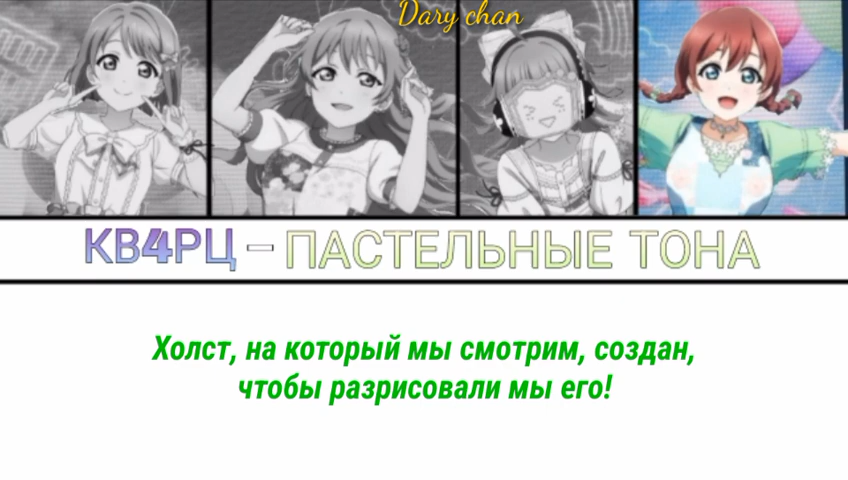 Dary chan
КВ4РЦ – ПАСТЕЛЬНЫЕ ТОНА
Холст, на который мы смотрим, создан,
чтобы разрисовали мы его!